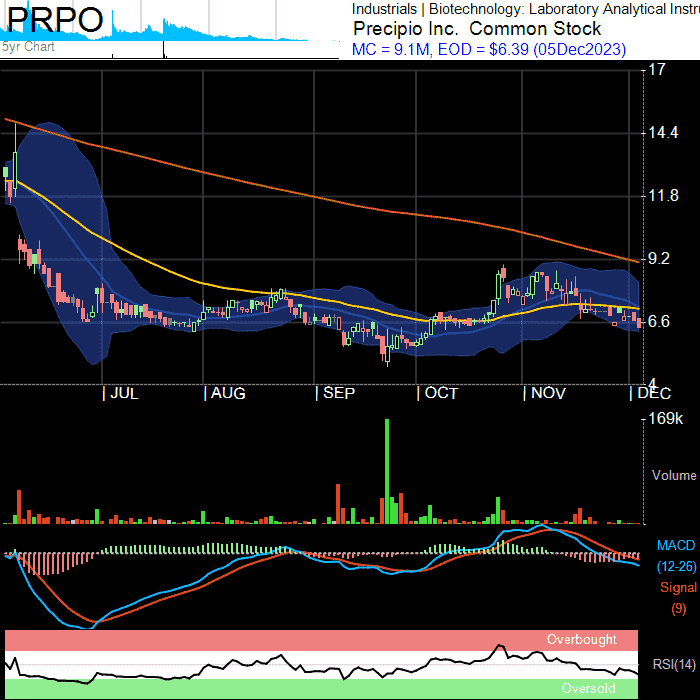 PRPO
5yr Chart
Industrials | Biotechnology: Laboratory Analytical Instru
Precipio Inc. Common Stock
MC = 9.1M, EOD = $6.39 (05Dec2023)
17
14.4
11.8
9.2
6.6
4
JUL
AUG
SEP
OCT
NOV
DEC
169k
Volume
MACD
(12-26)
Signal
(9)
Overbought
RSI(14)
Oversold